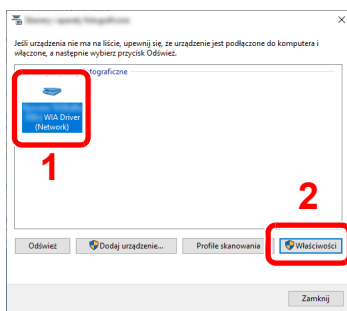 Jeśli urządzenia nie ma na liście, upewnij się, że urządzenie jest podłączone do komputera i
włączone, a następnie wybierz przycisk Odśwież.
tograficzne
WIA Driver
(Network)
1
2
Odśwież
Dodaj urządzenie...
Profile skanowania
Właściwości
Zamknij